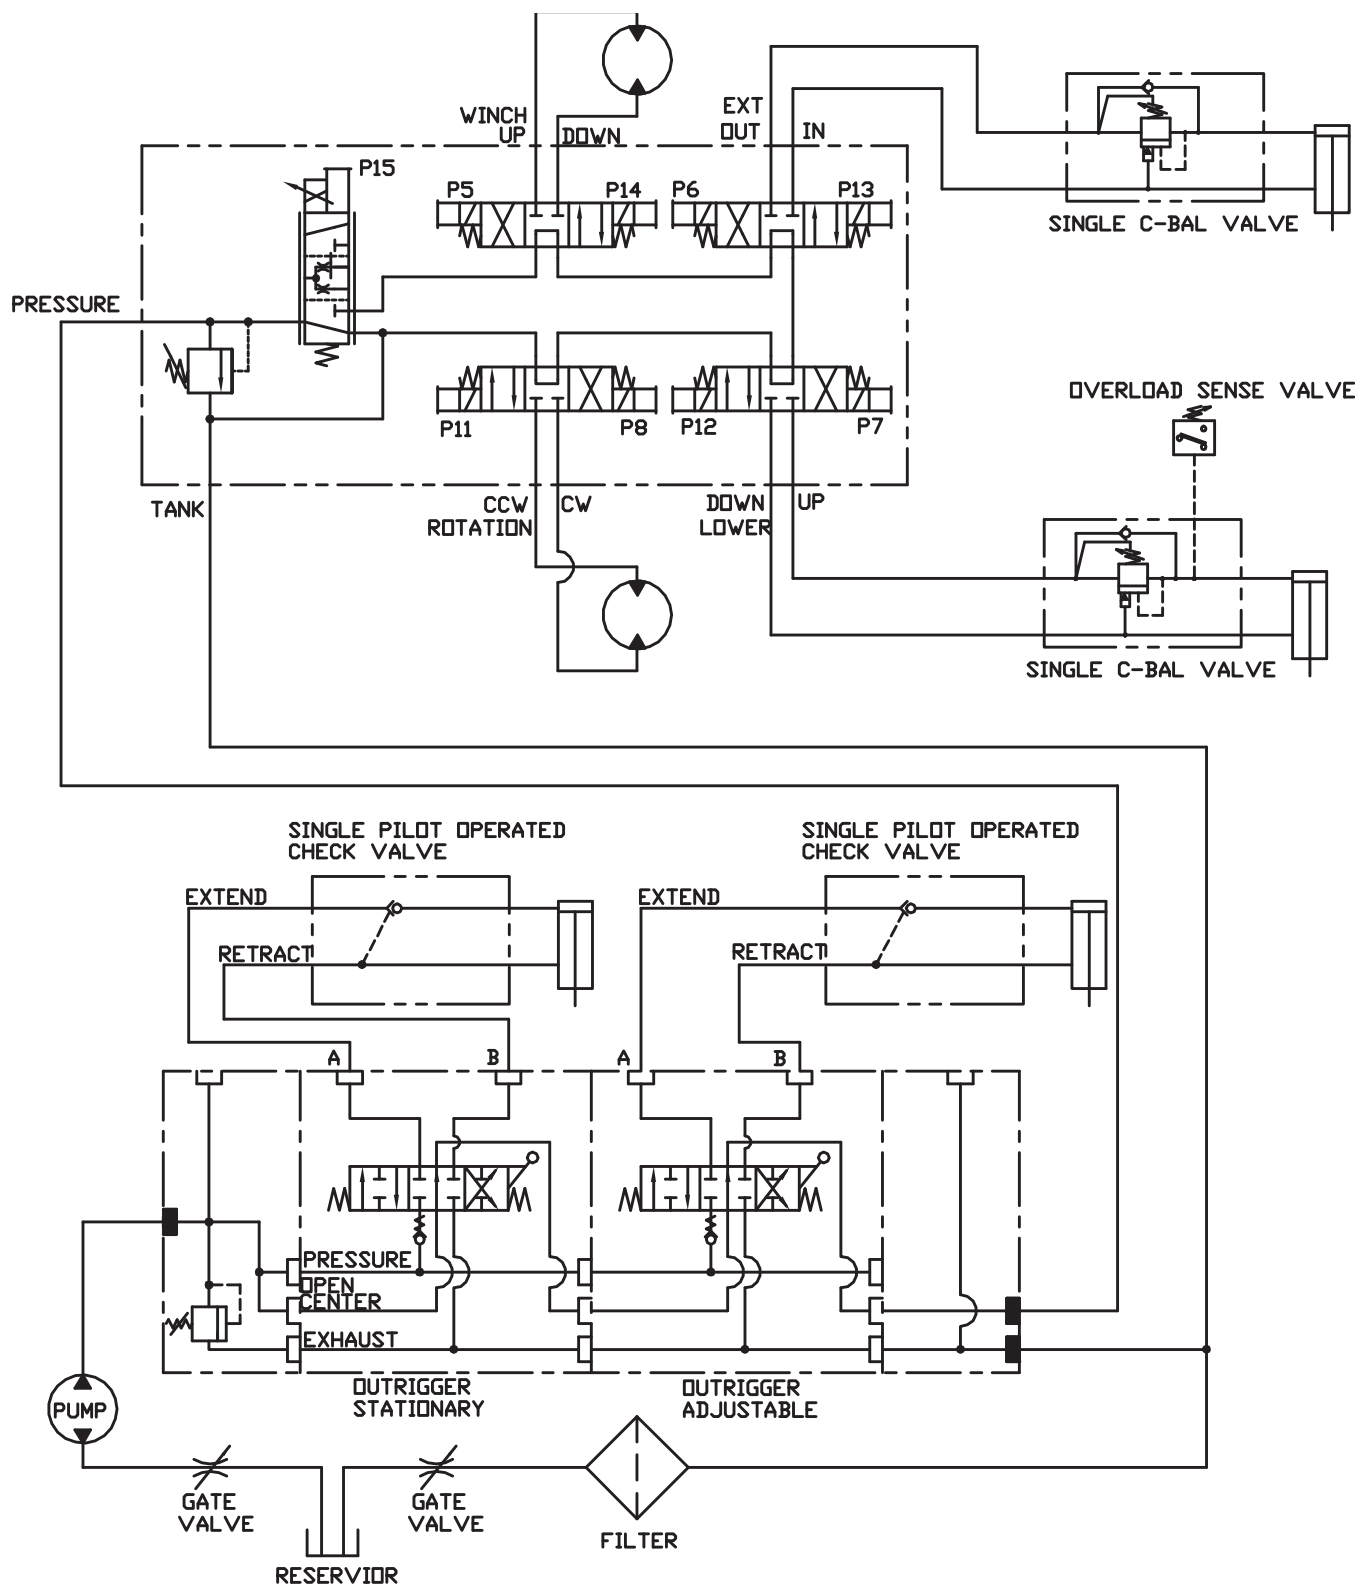 WINCH
UP
DOWN
EXT
OUT
IN
P15
P5
P14
P6
P13
SINGLE C-BAL VALVE
PRESSURE
OVERLOAD SENSE VALVE
P11
P8
P12
P7
TANK
CCW
CW
ROTATION
DOWN
UP
LOWER
SINGLE C-BAL VALVE
SINGLE PILOT OPERATED
CHECK VALVE
SINGLE PILOT OPERATED
CHECK VALVE
EXTEND
EXTEND
RETRACT
RETRACT
A
B
A
B
PRESSURE
OPEN
CENTER
EXHAUST
OUTRIGGER
STATIONARY
OUTRIGGER
ADJUSTABLE
PUMP
GATE
VALVE
GATE
VALVE
FILTER
RESERVIOR